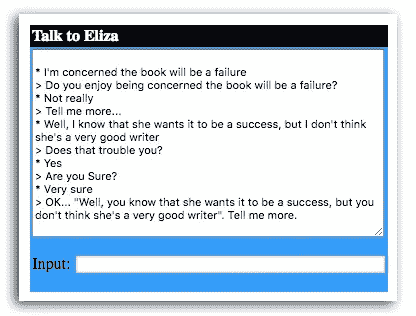 Talk to Eliza
* I'm concerned the book will be a failure
> Do you enjoy being concerned the book will be a failure?
* Not really
> Tell me more...
* Well, I know that she wants it to be a success, but I don't think
she's a very good writer
> Does that trouble you?
* Yes
> Are you Sure?
* Very sure
> OK... "Well, you know that she wants it to be a success, but you
don't think she's a very good writer". Tell me more.
Input: